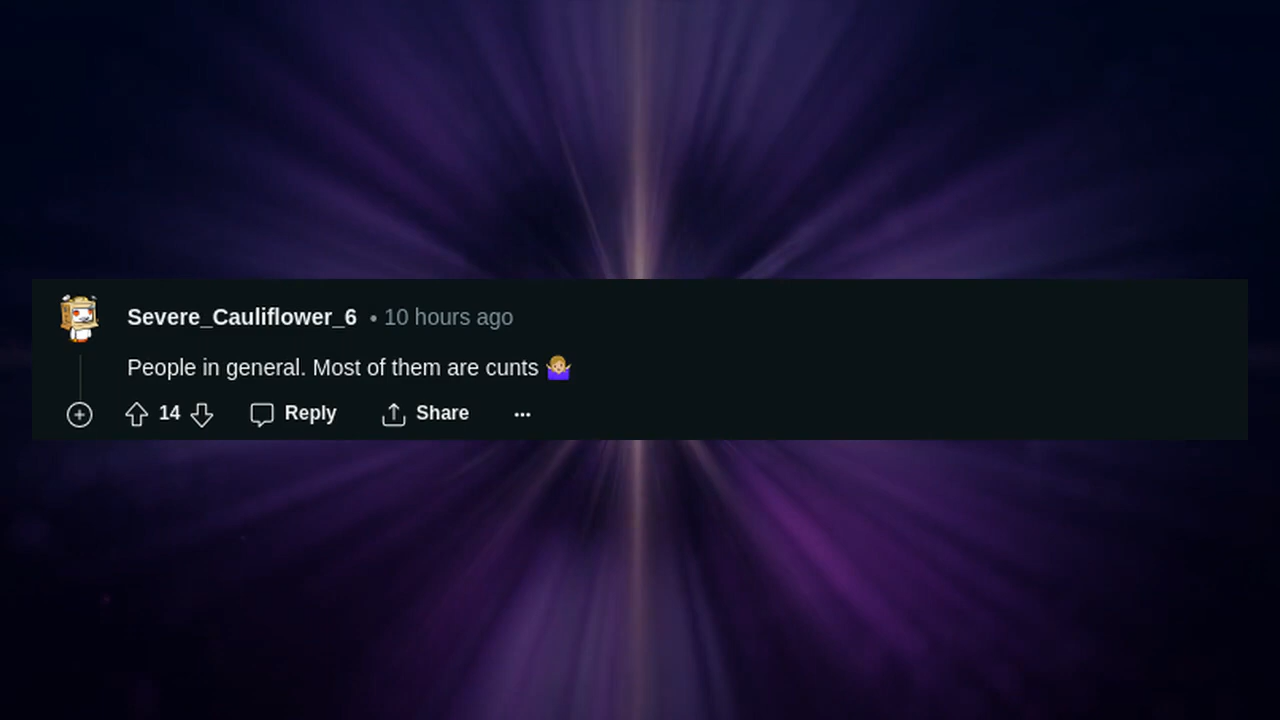 Severe_Cauliflower_6 • 10 hours ago
People in general. Most of them are cunts 🤷🏼‍♀️
14 Reply Share ...